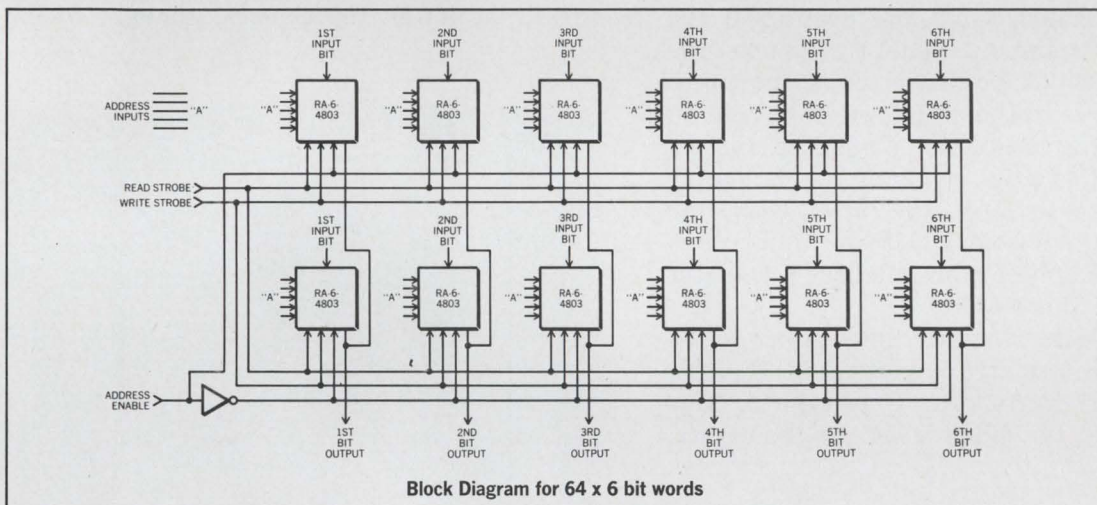 1ST INPUT BIT
2ND INPUT BIT
3RD INPUT BIT
4TH INPUT BIT
5TH INPUT BIT
6TH INPUT BIT
ADDRESS INPUTS
"A"
"A"
RA-6-4803
"A"
RA-6-4803
"A"
RA-6-4803
"A"
RA-6-4803
"A"
RA-6-4803
"A"
RA-6-4803
READ STROBE
WRITE STROBE
1ST INPUT BIT
2ND INPUT BIT
3RD INPUT BIT
4TH INPUT BIT
5TH INPUT BIT
6TH INPUT BIT
"A"
RA-6-4803
"A"
RA-6-4803
"A"
RA-6-4803
"A"
RA-6-4803
"A"
RA-6-4803
"A"
RA-6-4803
ADDRESS ENABLE
1ST BIT OUTPUT
2ND BIT OUTPUT
3RD BIT OUTPUT
4TH BIT OUTPUT
5TH BIT OUTPUT
6TH BIT OUTPUT
Block Diagram for 64 x 6 bit words